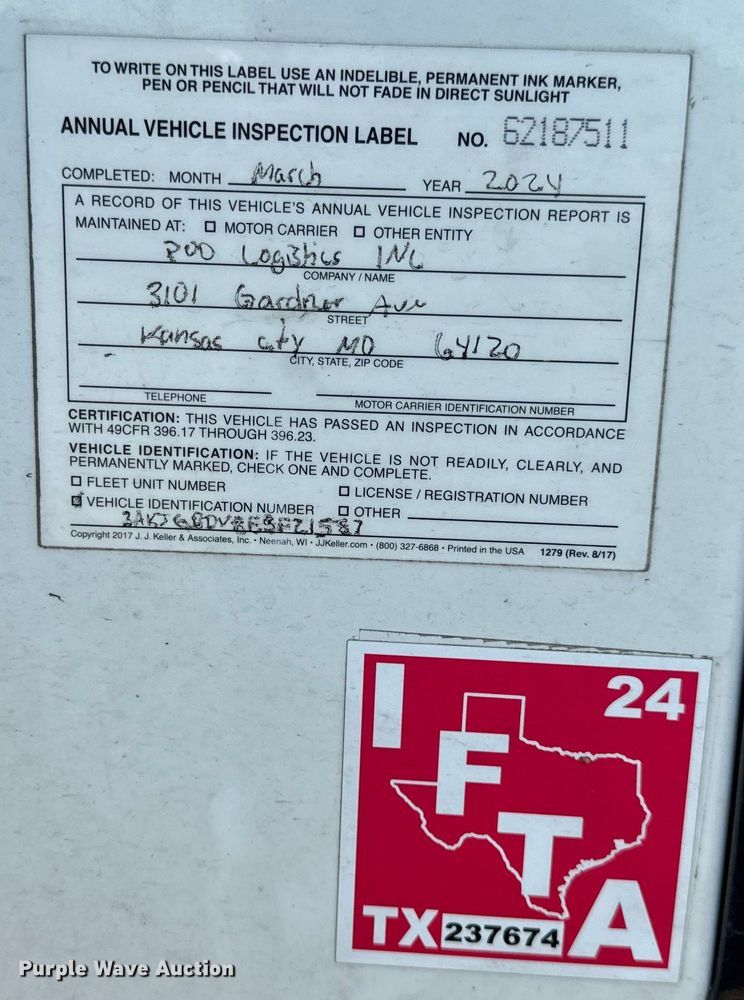 TO WRITE ON THIS LABEL USE AN INDELIBLE, PERMANENT INK MARKER,
PEN OR PENCIL THAT WILL NOT FADE IN DIRECT SUNLIGHT
ANNUAL VEHICLE INSPECTION LABEL NO. 62187511
COMPLETED: MONTH March YEAR 2024
A RECORD OF THIS VEHICLE'S ANNUAL VEHICLE INSPECTION REPORT IS
MAINTAINED AT: ☐ MOTOR CARRIER ☐ OTHER ENTITY
Logistics INC
COMPANY / NAME
3101 Gardner Ave
STREET
Kansas City MO 64120
CITY, STATE, ZIP CODE
TELEPHONE
MOTOR CARRIER IDENTIFICATION NUMBER
CERTIFICATION: THIS VEHICLE HAS PASSED AN INSPECTION IN ACCORDANCE
WITH 49CFR 396.17 THROUGH 396.23.
VEHICLE IDENTIFICATION: IF THE VEHICLE IS NOT READILY, CLEARLY, AND
PERMANENTLY MARKED, CHECK ONE AND COMPLETE.
☐ FLEET UNIT NUMBER ☐ LICENSE / REGISTRATION NUMBER
☒ VEHICLE IDENTIFICATION NUMBER ☐ OTHER
Copyright 2017 J. J. Keller & Associates, Inc. • Neenah, WI • JJKeller.com • (800) 327-6868 • Printed in the USA 1279 (Rev. 8/17)
24
I
F
T
A
TX 237674
Purple Wave Auction